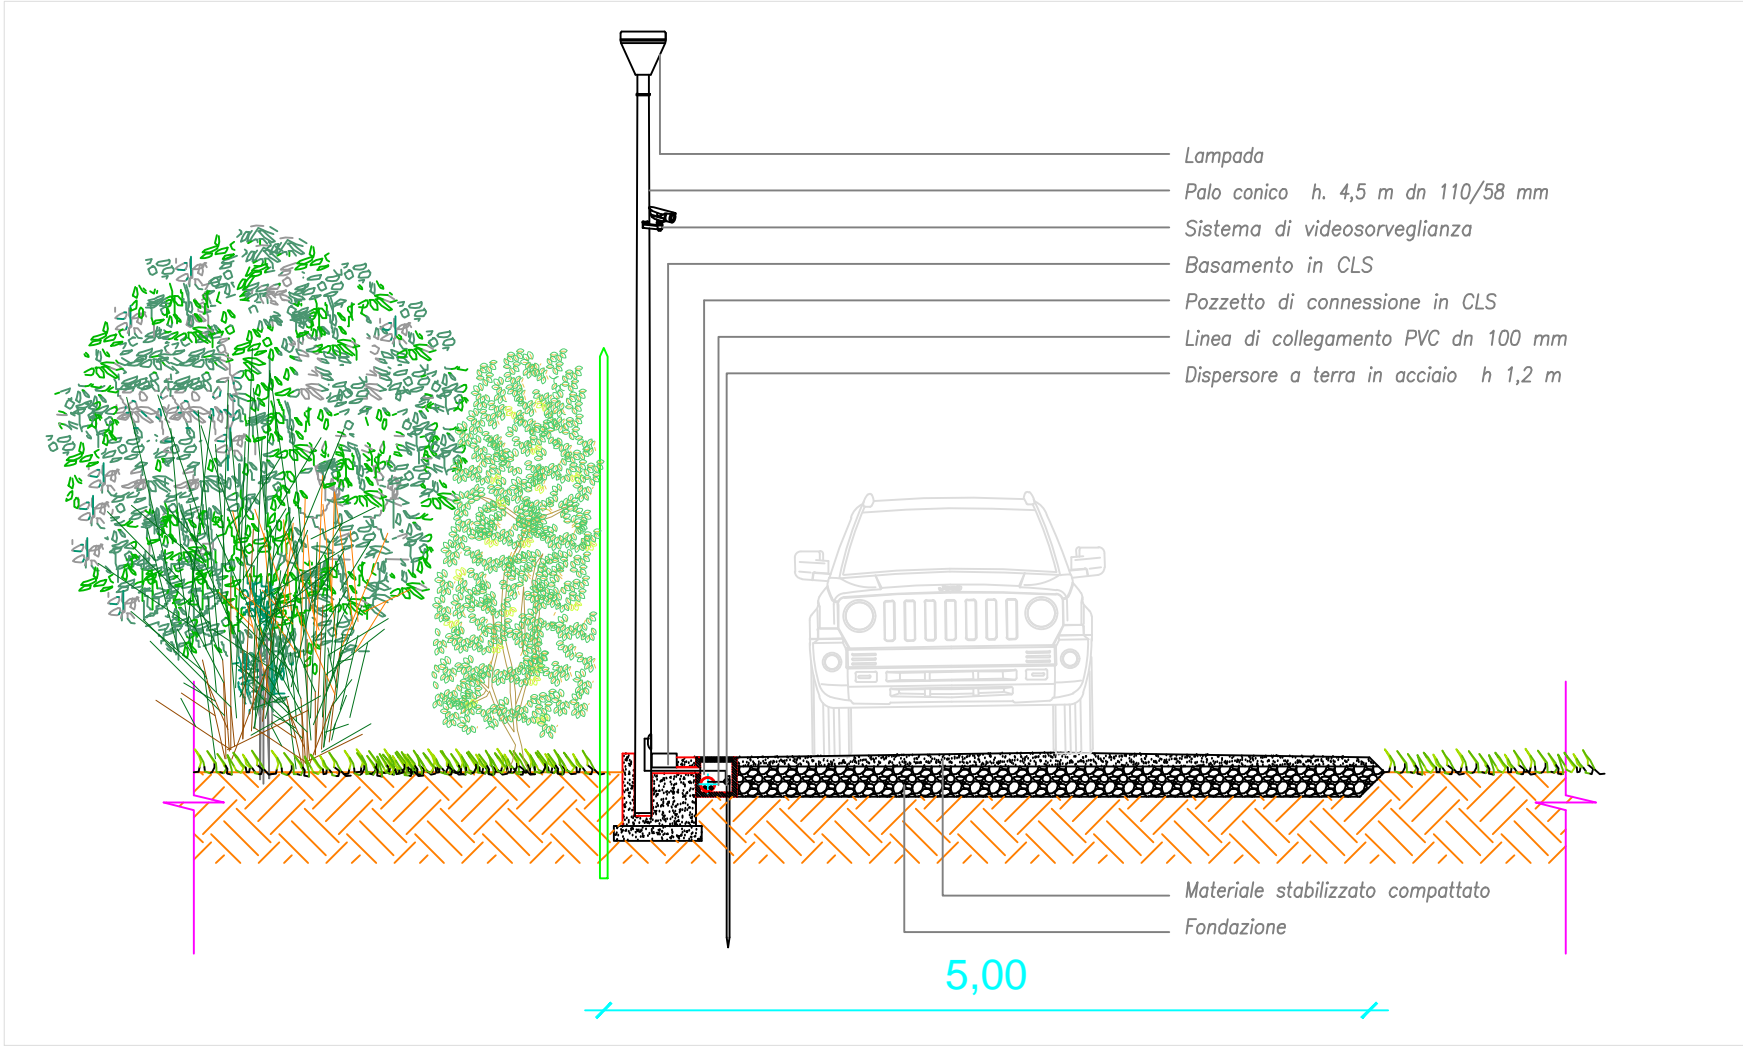 Lampada
Palo conico h. 4,5 m dn 110/58 mm
Sistema di videosorveglianza
Basamento in CLS
Pozzetto di connessione in CLS
Linea di collegamento PVC dn 100 mm
Dispersore a terra in acciaio h 1,2 m
Materiale stabilizzato compattato
Fondazione
5,00